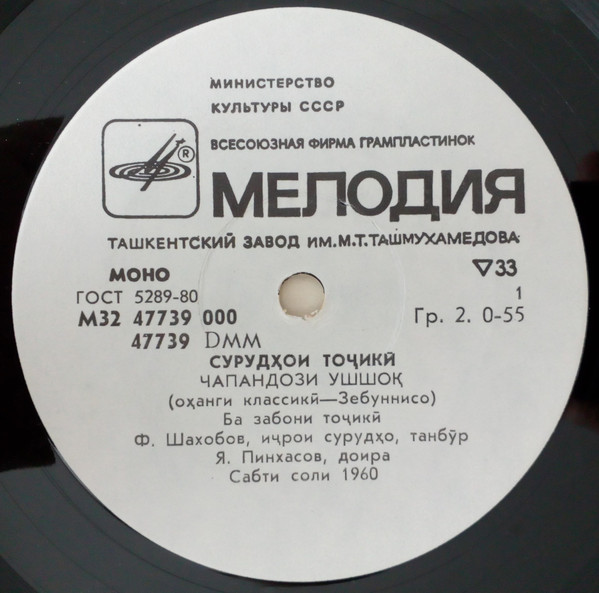 МИНИСТЕРСТВО
КУЛЬТУРЫ СССР
ВСЕСОЮЗНАЯ ФИРМА ГРАМПЛАСТИНОК
®
МЕЛОДИЯ
ТАШКЕНТСКИЙ ЗАВОД ИМ.М.Т.ТАШМУХАМЕДОВА
МОНО ▽33
ГОСТ 5289-80 1
М32 47739 000 Гр. 2. 0-55
47739 DMM
СУРУДҲОИ ТОҶИКӢ
ЧАПАНДОЗИ УШШОҚ
(оҳанги классикӣ—Зебуннисо)
Ба забони тоҷикӣ
Ф. Шахобов, иҷрои сурудҳо, танбӯр
Я. Пинхасов, доира
Сабти соли 1960